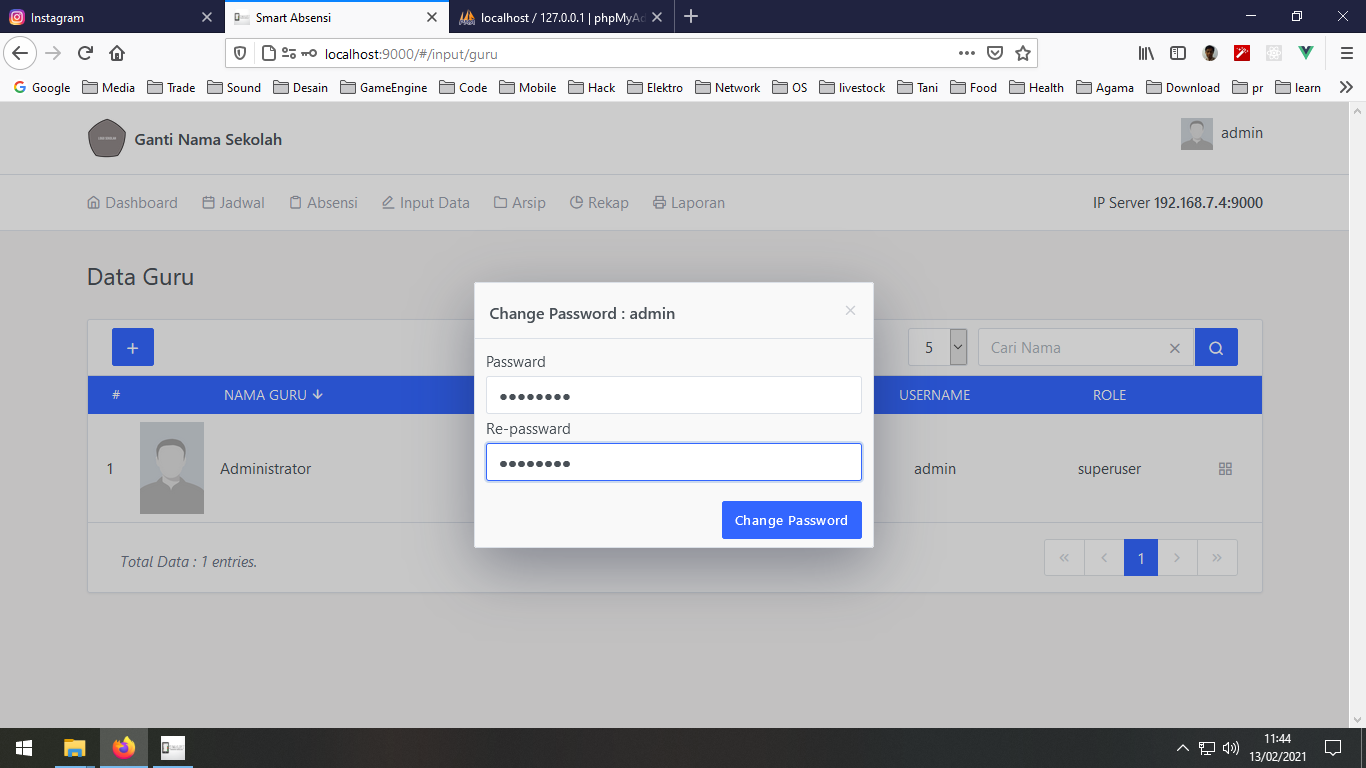 Instagram
Smart Absensi
localhost / 127.0.0.1 | phpMyAd
localhost:9000/#/input/guru
Google Media Trade Sound Desain GameEngine Code Mobile Hack Elektro Network OS livestock Tani Food Health Agama Download pr learn
Ganti Nama Sekolah
admin
Dashboard Jadwal Absensi Input Data Arsip Rekap Laporan
IP Server 192.168.7.4:9000
Data Guru
Change Password : admin
Passward
Re-passward
Change Password
+
5
Cari Nama
# NAMA GURU USERNAME ROLE
1 Administrator admin superuser
Total Data : 1 entries.
« ‹ 1 › »
11:44
13/02/2021